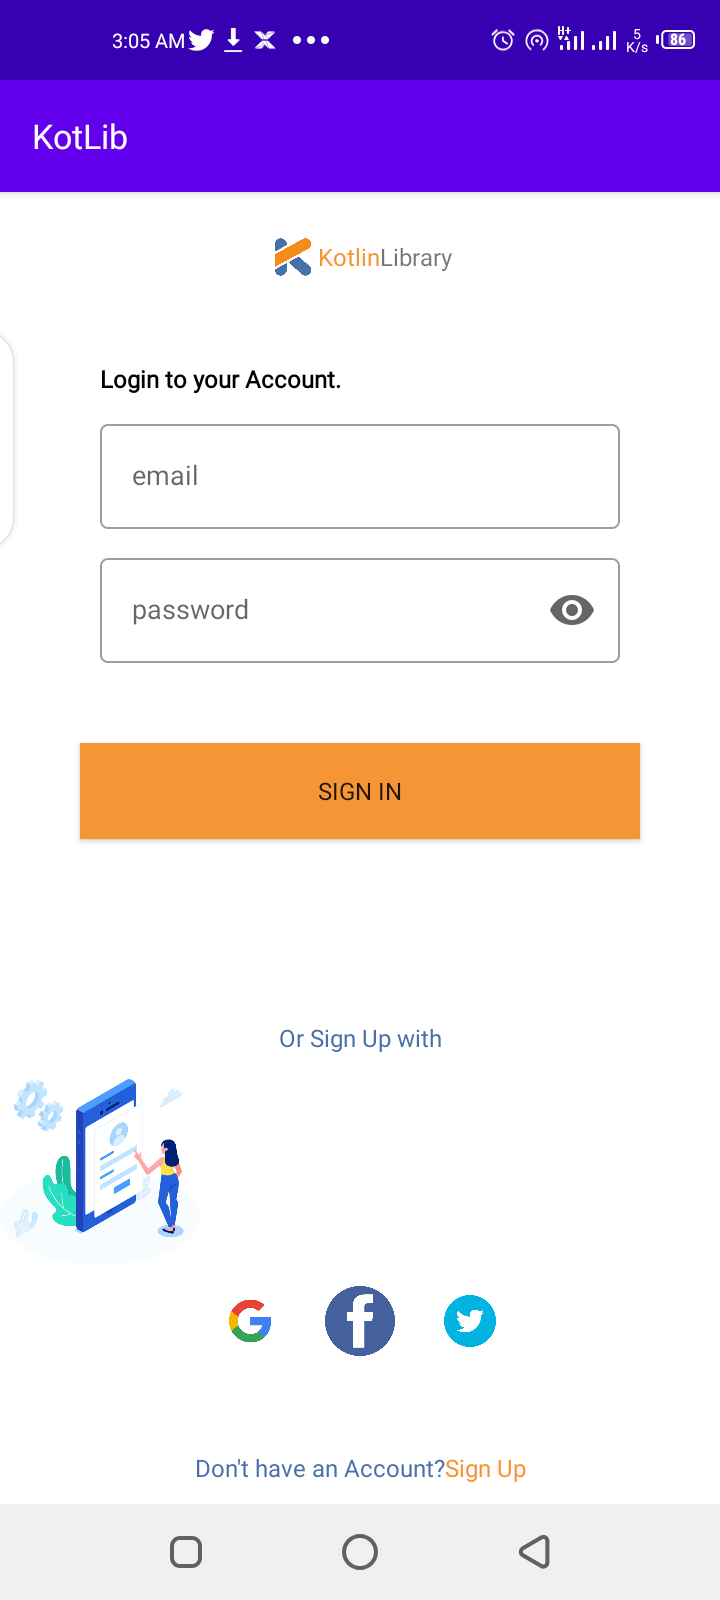 3:05 AM H+ 5 K/s 86
KotLib
KotlinLibrary
Login to your Account.
email
password
SIGN IN
Or Sign Up with
Don't have an Account?Sign Up